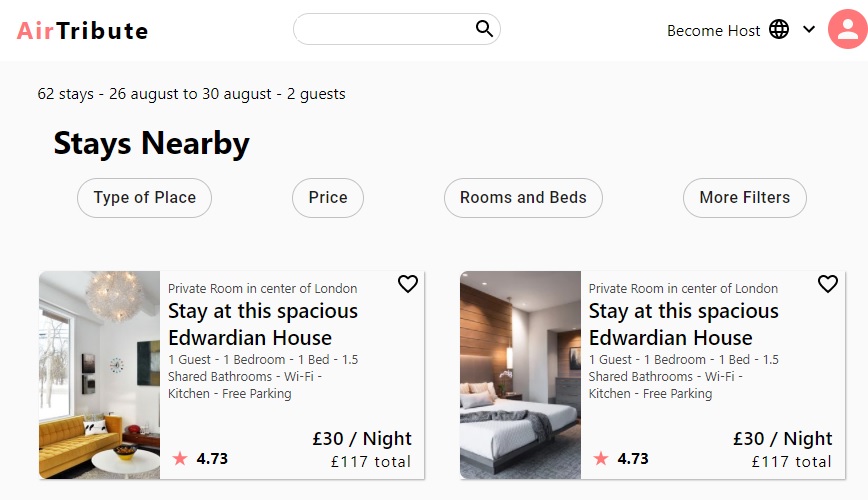 AirTribute
Become Host
62 stays - 26 august to 30 august - 2 guests
Stays Nearby
Type of Place
Price
Rooms and Beds
More Filters
Private Room in center of London
Stay at this spacious
Edwardian House
1 Guest - 1 Bedroom - 1 Bed - 1.5
Shared Bathrooms - Wi-Fi -
Kitchen - Free Parking
£30 / Night
4.73
£117 total
Private Room in center of London
Stay at this spacious
Edwardian House
1 Guest - 1 Bedroom - 1 Bed - 1.5
Shared Bathrooms - Wi-Fi -
Kitchen - Free Parking
£30 / Night
4.73
£117 total